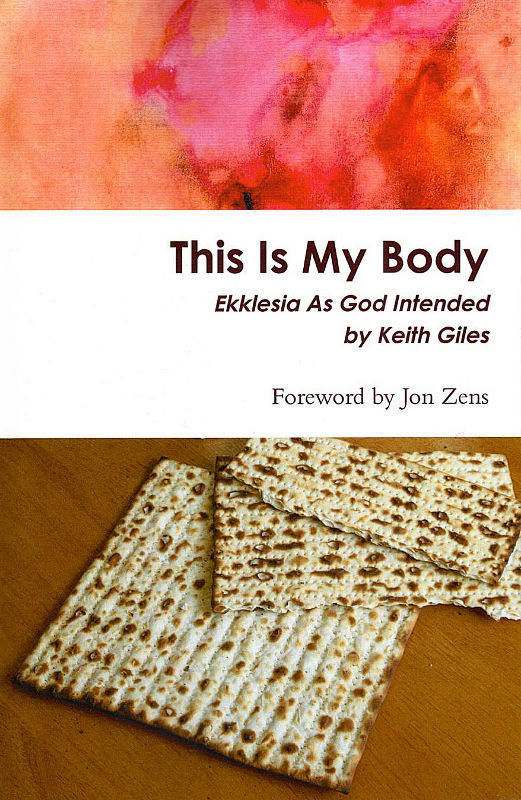 This Is My Body
Ekklesia As God Intended
by Keith Giles
Foreword by Jon Zens